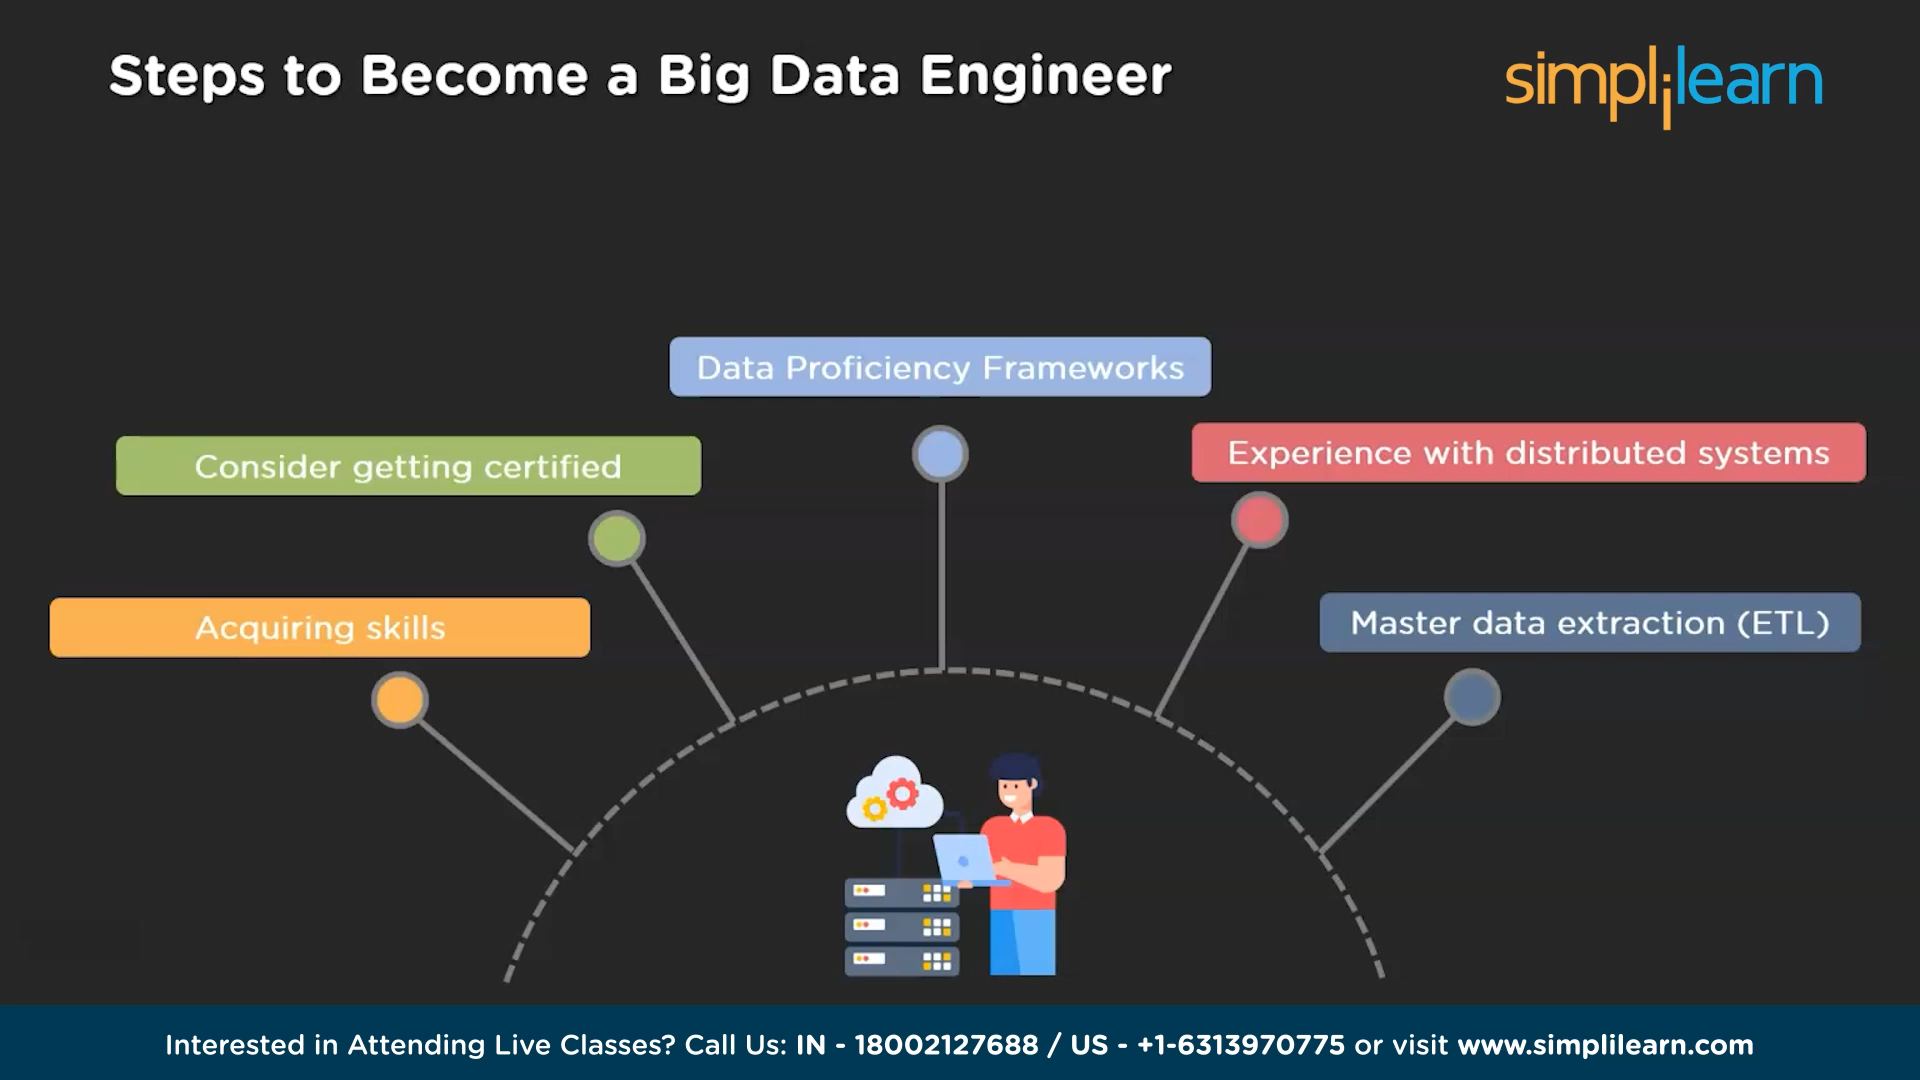 Steps to Become a Big Data Engineer
simplilearn
Data Proficiency Frameworks
Consider getting certified
Experience with distributed systems
Acquiring skills
Master data extraction (ETL)
Interested in Attending Live Classes? Call Us: IN - 18002127688 / US - +1-6313970775 or visit www.simplilearn.com